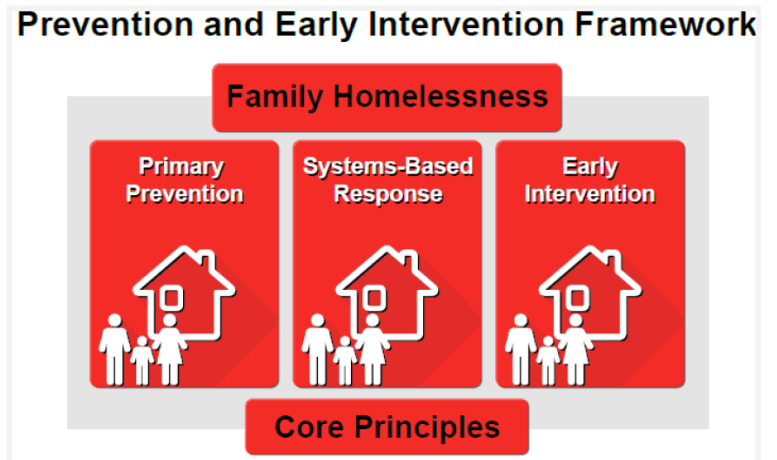 Prevention and Early Intervention Framework
Family Homelessness
Primary
Prevention
Systems-Based
Response
Early
Intervention
Core Principles